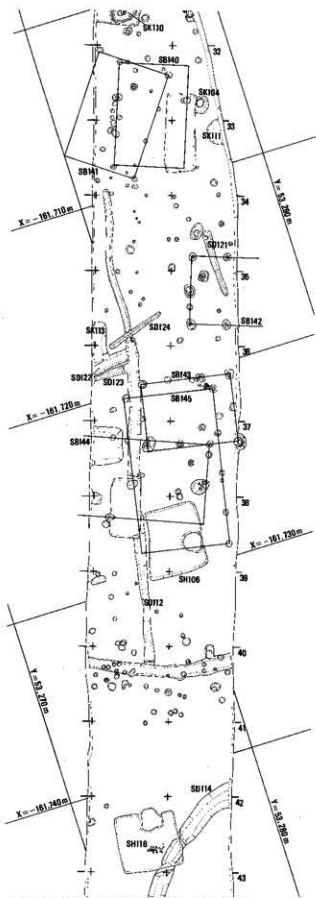 SK110
32
SB140
SK104
33
SK111
SB141
Y= 53,290m
34
X= -161,710m
SD121
35
SD124
SB142
SK113
36
SD122
SD123
SB143
SB145
X= -161,720m
37
SB144
38
X= -161,730m
SH106
39
SD112
40
Y= 53,270m
41
SD114
42
Y= 53,280m
X= -161,740m
SH116
43